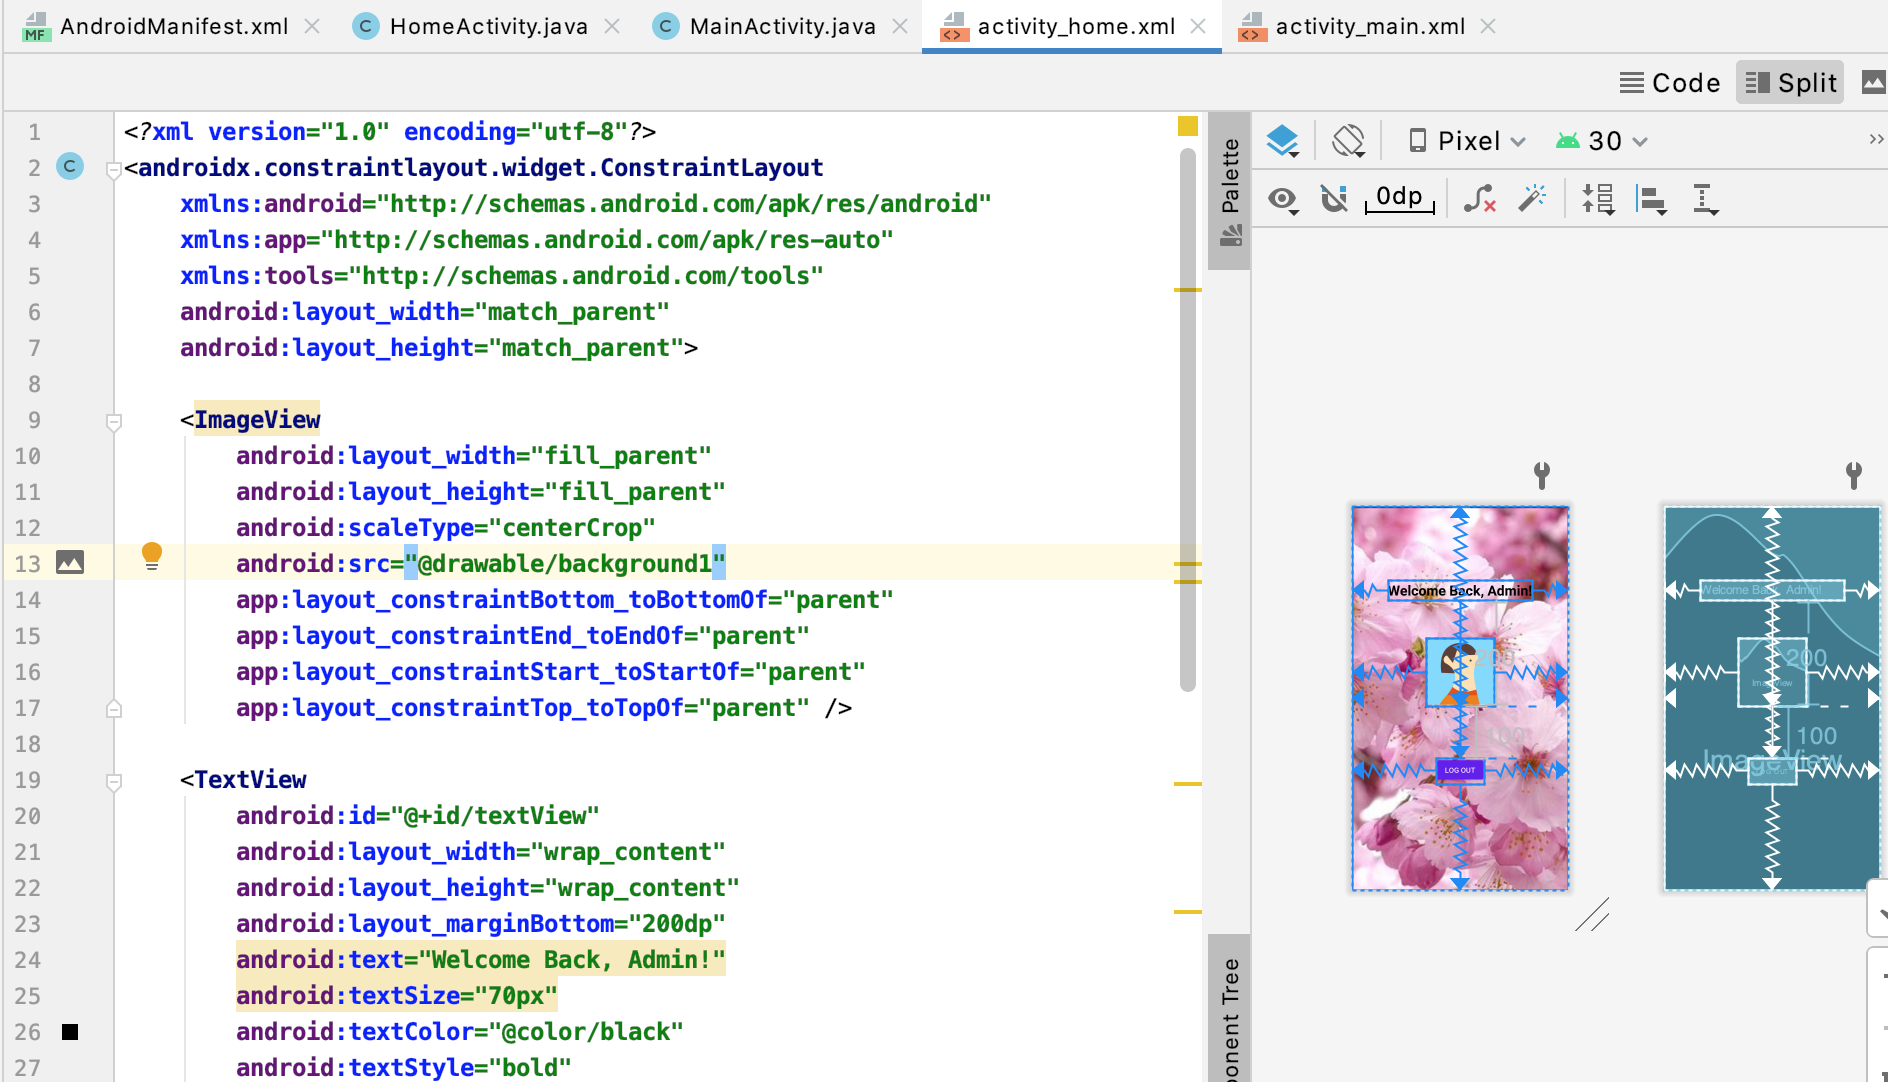 AndroidManifest.xml HomeActivity.java MainActivity.java activity_home.xml activity_main.xml
Code Split
1 <?xml version="1.0" encoding="utf-8"?>
2 <androidx.constraintlayout.widget.ConstraintLayout
3 xmlns:android="http://schemas.android.com/apk/res/android"
4 xmlns:app="http://schemas.android.com/apk/res-auto"
5 xmlns:tools="http://schemas.android.com/tools"
6 android:layout_width="match_parent"
7 android:layout_height="match_parent">
8
9 <ImageView
10 android:layout_width="fill_parent"
11 android:layout_height="fill_parent"
12 android:scaleType="centerCrop"
13 android:src="@drawable/background1"
14 app:layout_constraintBottom_toBottomOf="parent"
15 app:layout_constraintEnd_toEndOf="parent"
16 app:layout_constraintStart_toStartOf="parent"
17 app:layout_constraintTop_toTopOf="parent" />
18
19 <TextView
20 android:id="@+id/textView"
21 android:layout_width="wrap_content"
22 android:layout_height="wrap_content"
23 android:layout_marginBottom="200dp"
24 android:text="Welcome Back, Admin!"
25 android:textSize="70px"
26 android:textColor="@color/black"
27 android:textStyle="bold"
Palette
Pixel 30
0dp
Welcome Back, Admin!
200
100
LOG OUT
Welcome Back, Admin!
200
ImageView
100
ImageView
onent Tree
MF
C
C
C